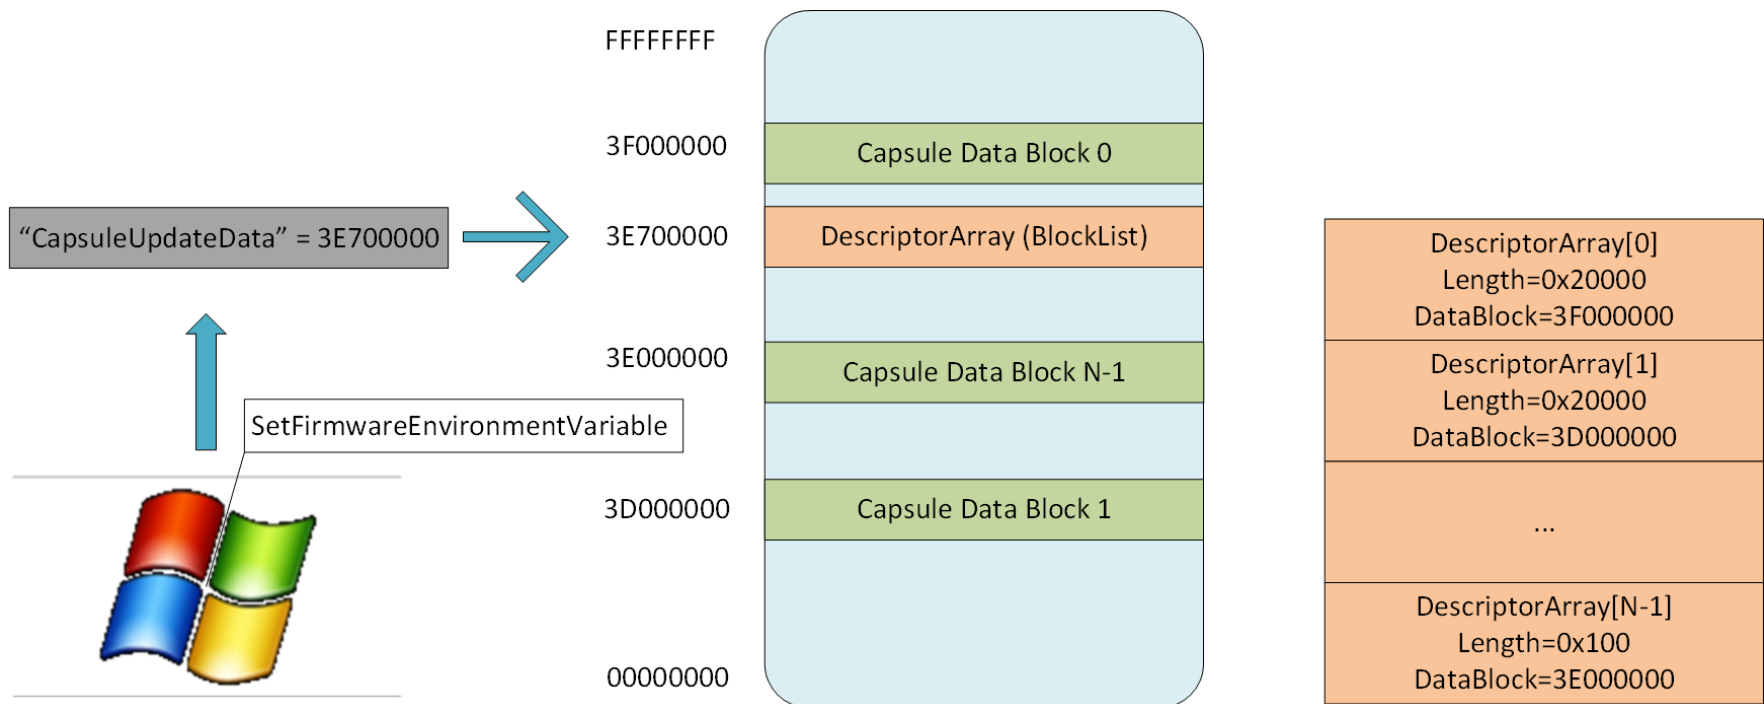 FFFFFFFF
3F000000
Capsule Data Block 0
“CapsuleUpdateData” = 3E700000
3E700000
DescriptorArray (BlockList)
3E000000
Capsule Data Block N-1
SetFirmwareEnvironmentVariable
3D000000
Capsule Data Block 1
00000000
DescriptorArray[0]
Length=0x20000
DataBlock=3F000000
DescriptorArray[1]
Length=0x20000
DataBlock=3D000000
...
DescriptorArray[N-1]
Length=0x100
DataBlock=3E000000